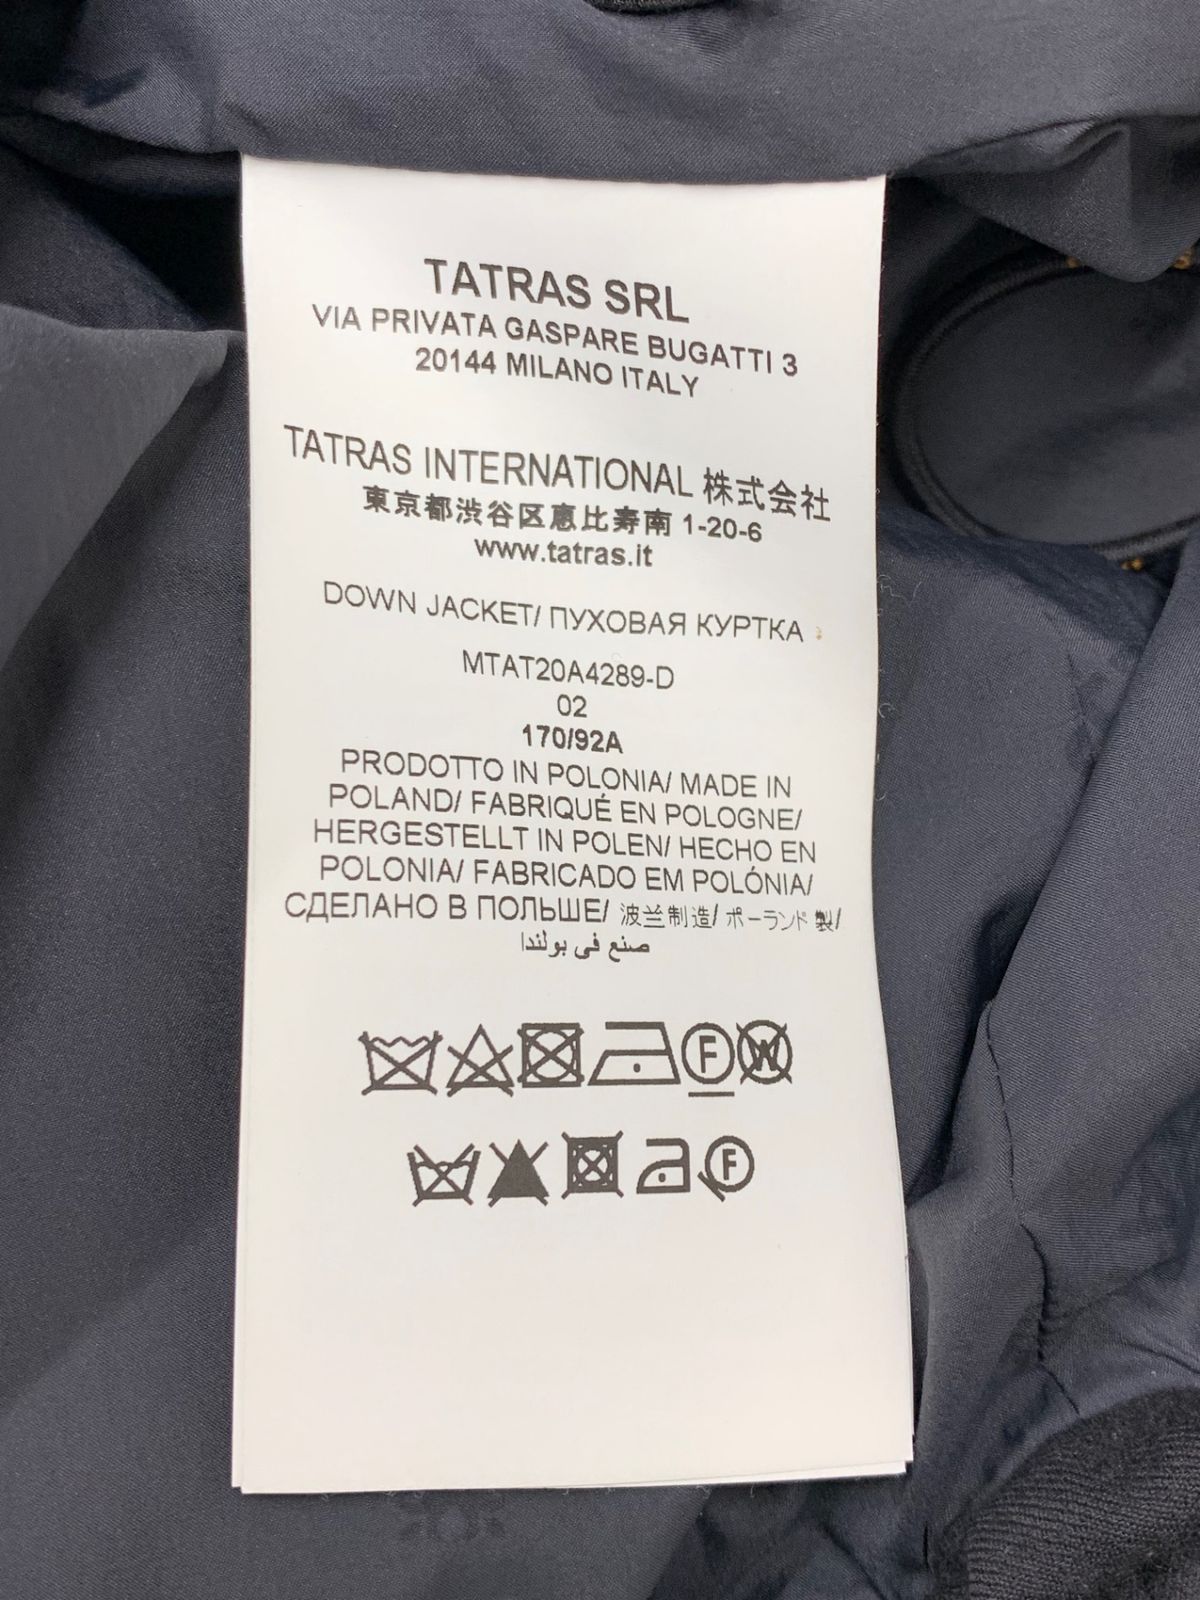 TATRAS SRL
VIA PRIVATA GASPARE BUGATTI 3
20144 MILANO ITALY
TATRAS INTERNATIONAL 株式会社
東京都渋谷区恵比寿南 1-20-6
www.tatras.it
DOWN JACKET/ ПУХОВАЯ КУРТКА
MTAT20A4289-D
02
170/92A
PRODOTTO IN POLONIA/ MADE IN
POLAND/ FABRIQUÉ EN POLOGNE/
HERGESTELLT IN POLEN/ HECHO EN
POLONIA/ FABRICADO EM POLÓNIA/
СДЕЛАНО В ПОЛЬШЕ/ 波兰制造/ ポーランド製/
صنع في بولندا
F W
F